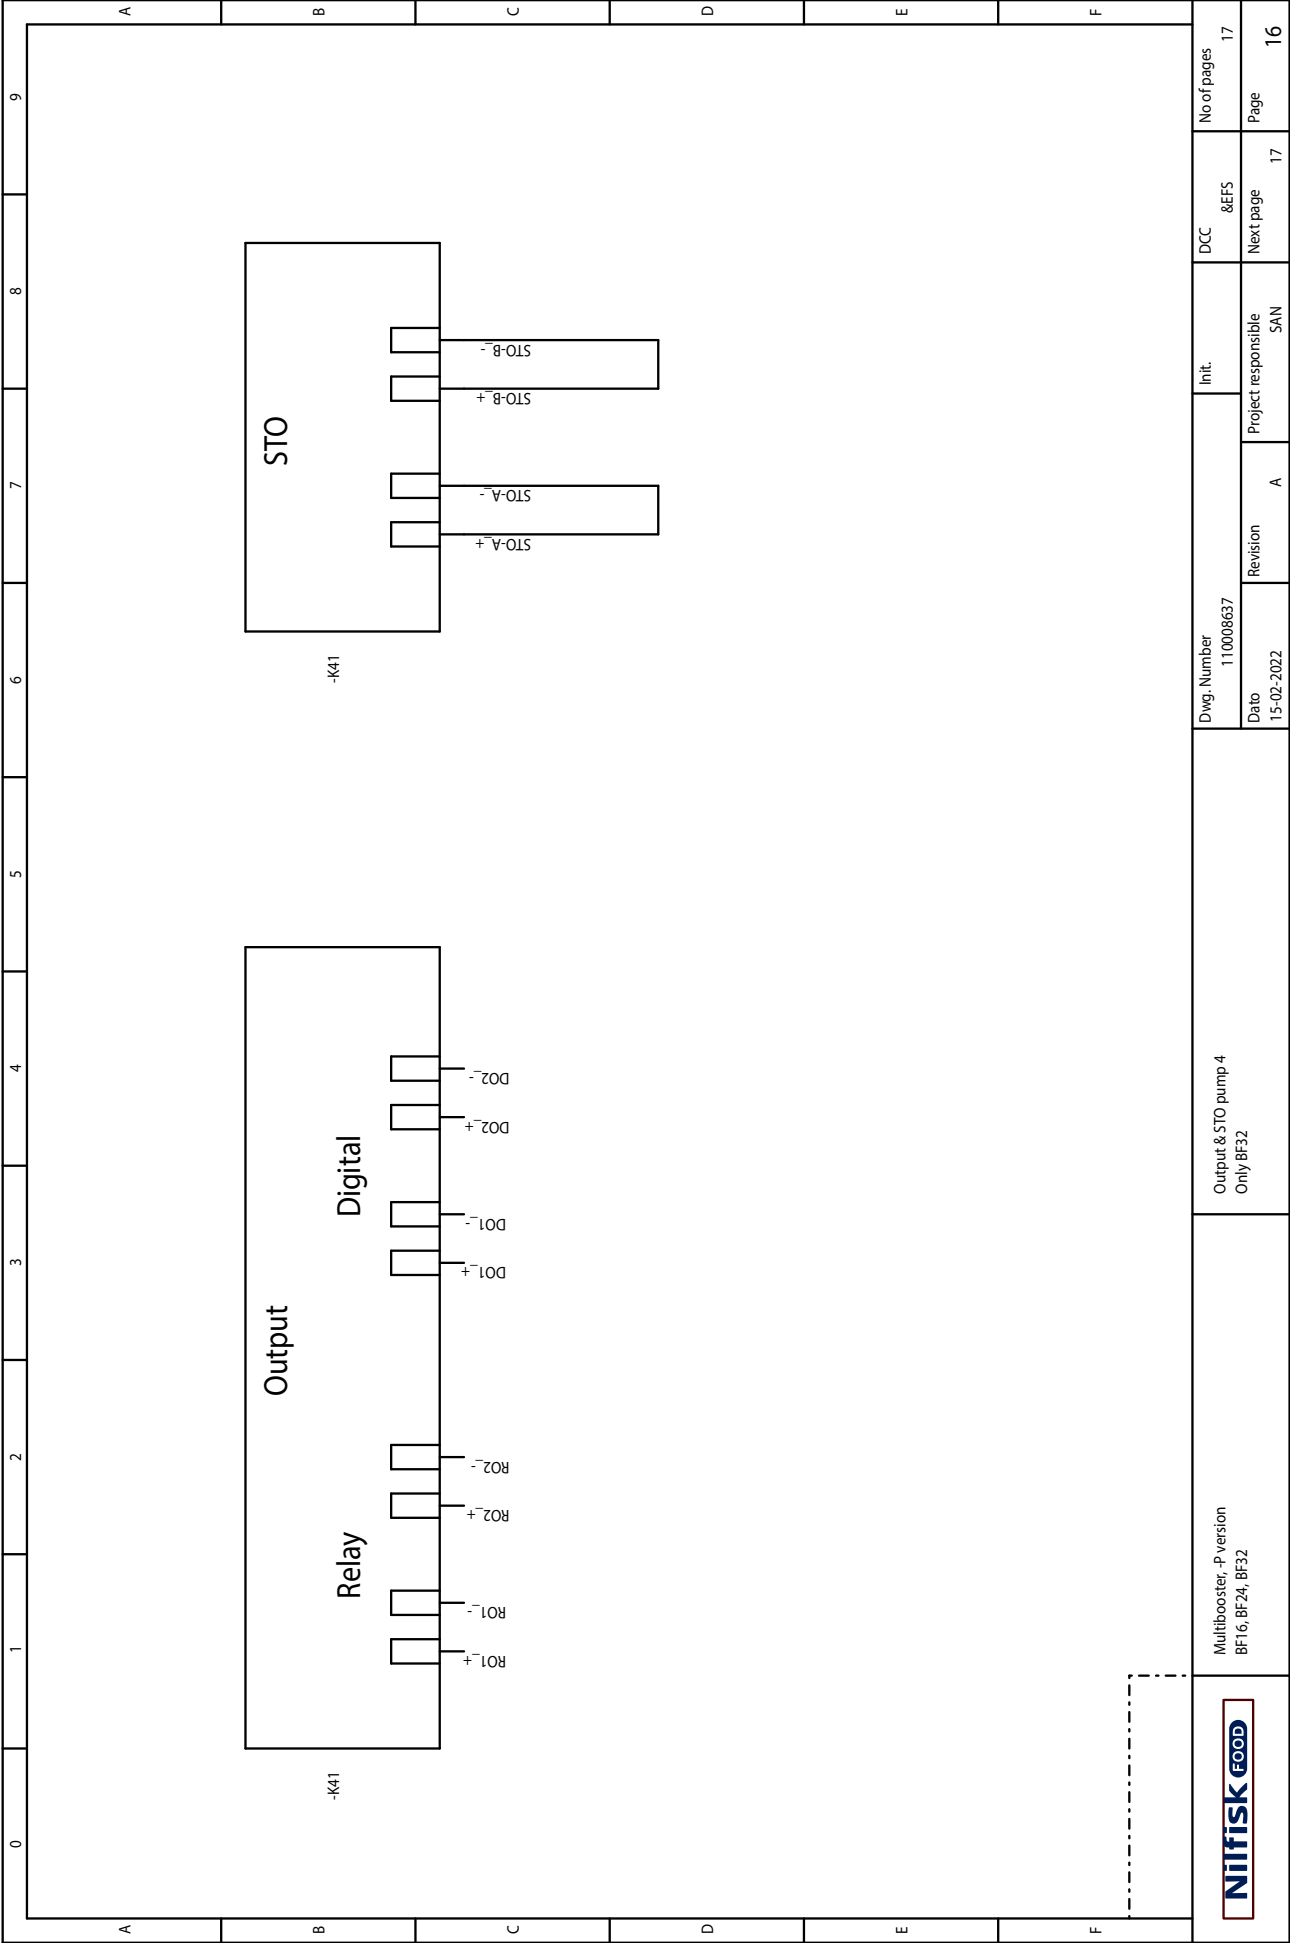 0 1 2 3 4 5 6 7 8 9
A A
B B
C C
D D
E E
F F
-K41
Output
Relay
Digital
RO1_+
RO1_-
RO2_+
RO2_-
DO1_+
DO1_-
DO2_+
DO2_-
-K41
STO
STO-A_+
STO-A_-
STO-B_+
STO-B_-
Nilfisk FOOD
Multibooster, -P version
BF16, BF24, BF32
Output & STO pump 4
Only BF32
Dwg. Number
110008637
Init.
DCC
&EFS
No of pages
17
Dato
15-02-2022
Revision
A
Project responsible
SAN
Next page
17
Page
16